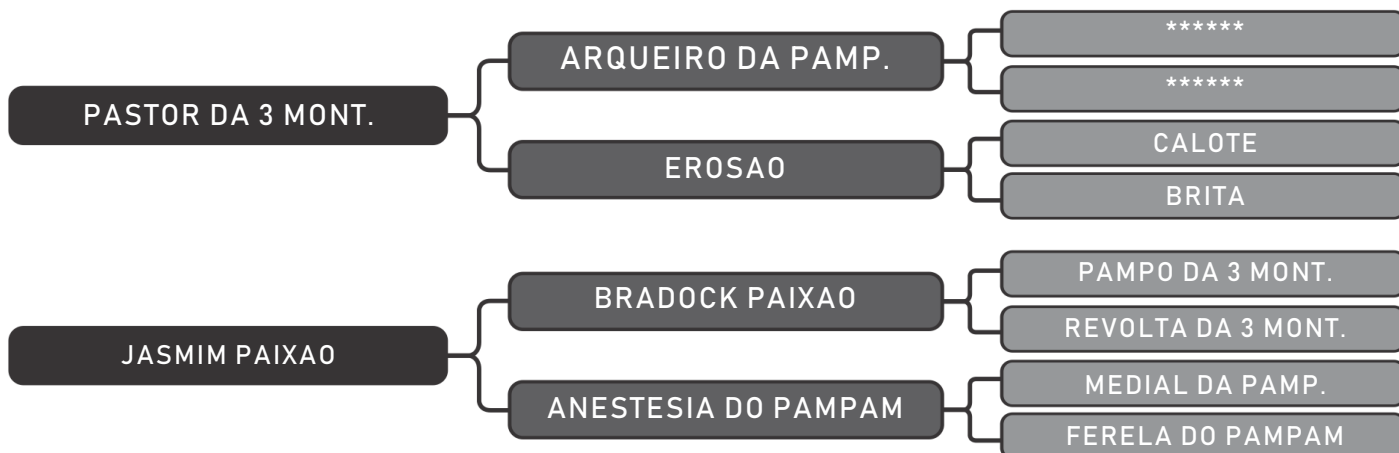 PASTOR DA 3 MONT.
ARQUEIRO DA PAMP.
******
******
EROSAO
CALOTE
BRITA
JASMIM PAIXAO
BRADOCK PAIXAO
PAMPO DA 3 MONT.
REVOLTA DA 3 MONT.
ANESTESIA DO PAMPAM
MEDIAL DA PAMP.
FERELA DO PAMPAM